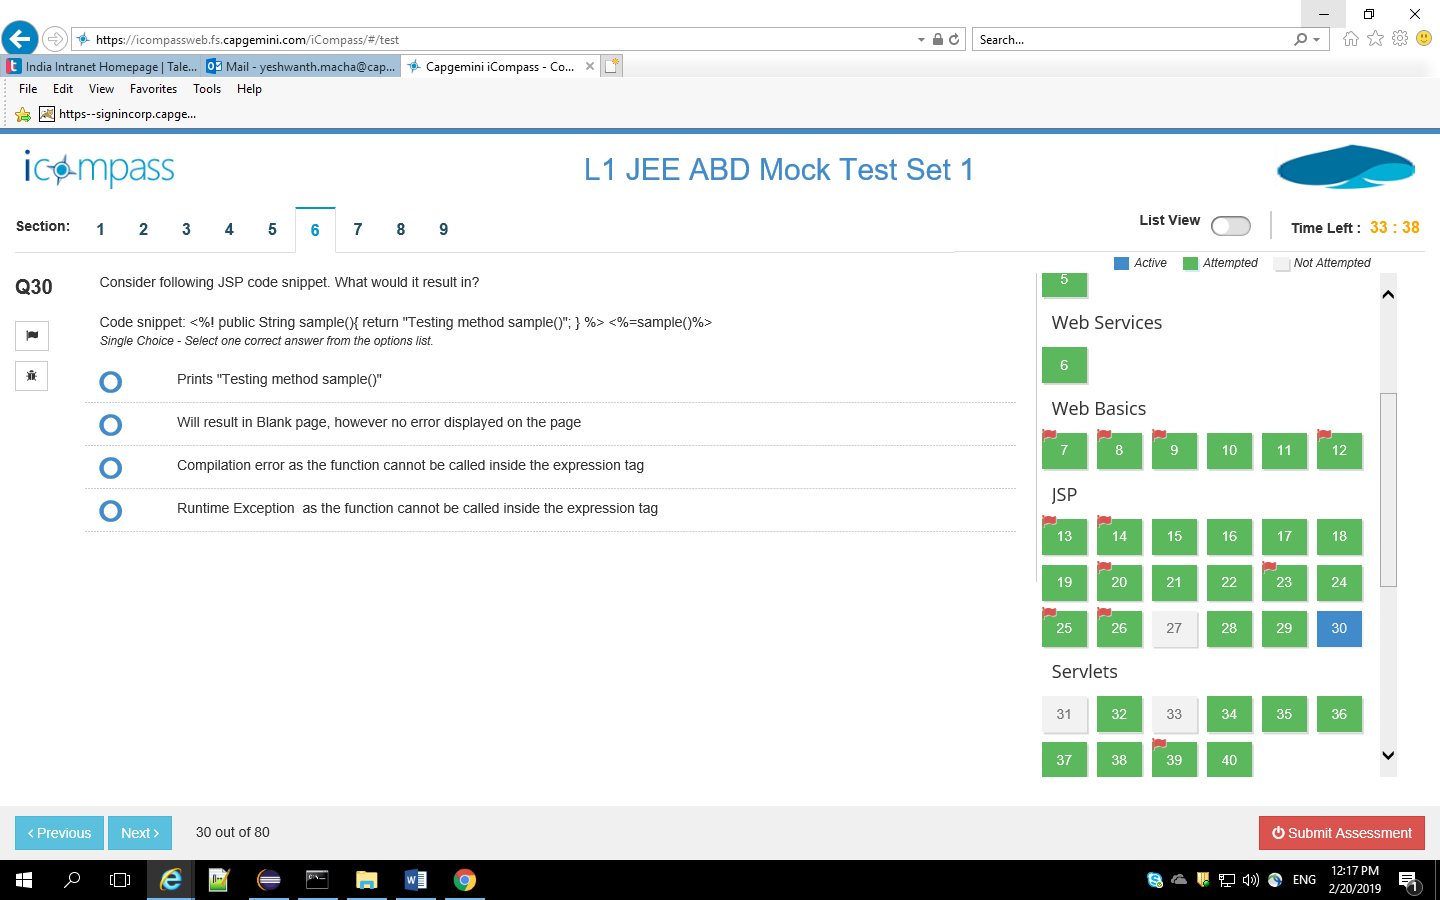 https://icompassweb.fs.capgemini.com/iCompass/#/test
Search...
India Intranet Homepage | Tale...
Mail - yeshwanth.macha@cap...
Capgemini iCompass - Co...
File Edit View Favorites Tools Help
https--signincorp.capge...
icompass
L1 JEE ABD Mock Test Set 1
Section: 1 2 3 4 5 6 7 8 9
List View
Time Left : 33 : 38
Active Attempted Not Attempted
Q30
Consider following JSP code snippet. What would it result in?
Code snippet: <%! public String sample(){ return "Testing method sample()"; } %> <%=sample()%>
Single Choice - Select one correct answer from the options list.
Prints "Testing method sample()"
Will result in Blank page, however no error displayed on the page
Compilation error as the function cannot be called inside the expression tag
Runtime Exception  as the function cannot be called inside the expression tag
5
Web Services
6
Web Basics
7 8 9 10 11 12
JSP
13 14 15 16 17 18
19 20 21 22 23 24
25 26 27 28 29 30
Servlets
31 32 33 34 35 36
37 38 39 40
‹ Previous
Next ›
30 out of 80
Submit Assessment
ENG
12:17 PM
2/20/2019
1